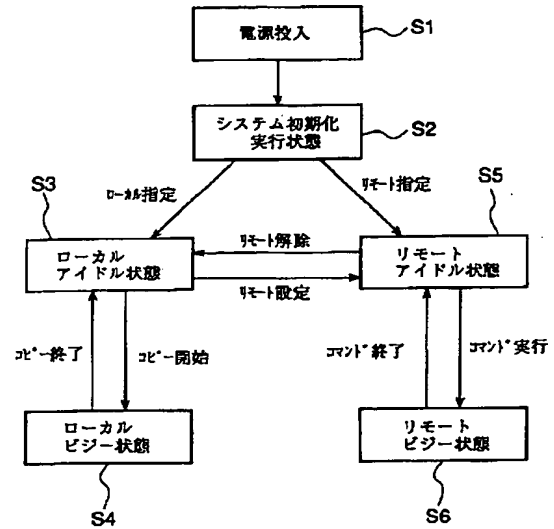 電源投入
S1
システム初期化
実行状態
S2
S3
ローカル指定
リモート指定
S5
ローカル
アイドル状態
リモート解除
リモート設定
リモート
アイドル状態
コピー終了
コピー開始
コマンド終了
コマンド実行
ローカル
ビジー状態
リモート
ビジー状態
S4
S6